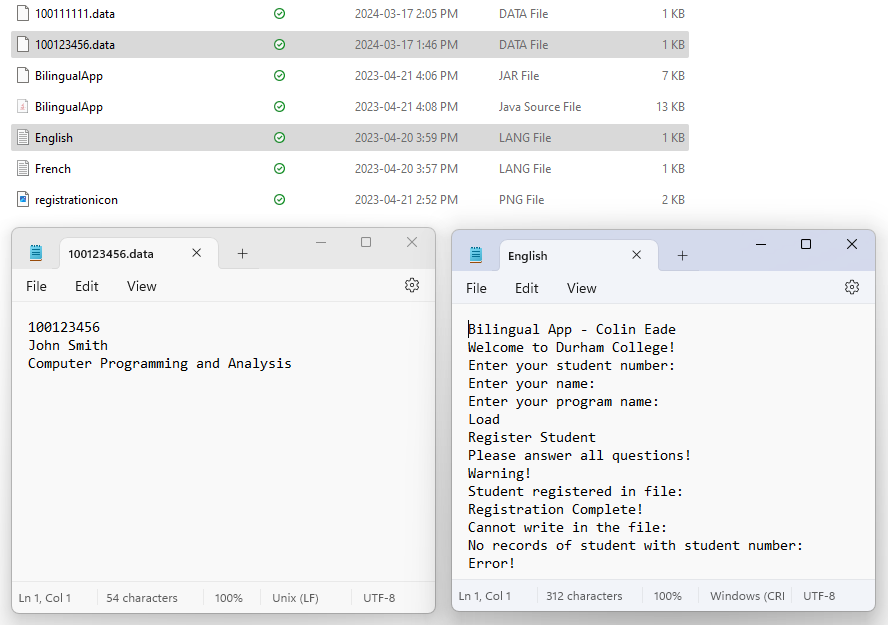 100111111.data 2024-03-17 2:05 PM DATA File 1 KB
100123456.data 2024-03-17 1:46 PM DATA File 1 KB
BilingualApp 2023-04-21 4:06 PM JAR File 7 KB
BilingualApp 2023-04-21 4:08 PM Java Source File 13 KB
English 2023-04-20 3:59 PM LANG File 1 KB
French 2023-04-20 3:57 PM LANG File 1 KB
registrationicon 2023-04-21 2:52 PM PNG File 2 KB
100123456.data
File Edit View
100123456
John Smith
Computer Programming and Analysis
Ln 1, Col 1 54 characters 100% Unix (LF) UTF-8
English
File Edit View
Bilingual App - Colin Eade
Welcome to Durham College!
Enter your student number:
Enter your name:
Enter your program name:
Load
Register Student
Please answer all questions!
Warning!
Student registered in file:
Registration Complete!
Cannot write in the file:
No records of student with student number:
Error!
Ln 1, Col 1 312 characters 100% Windows (CRI UTF-8